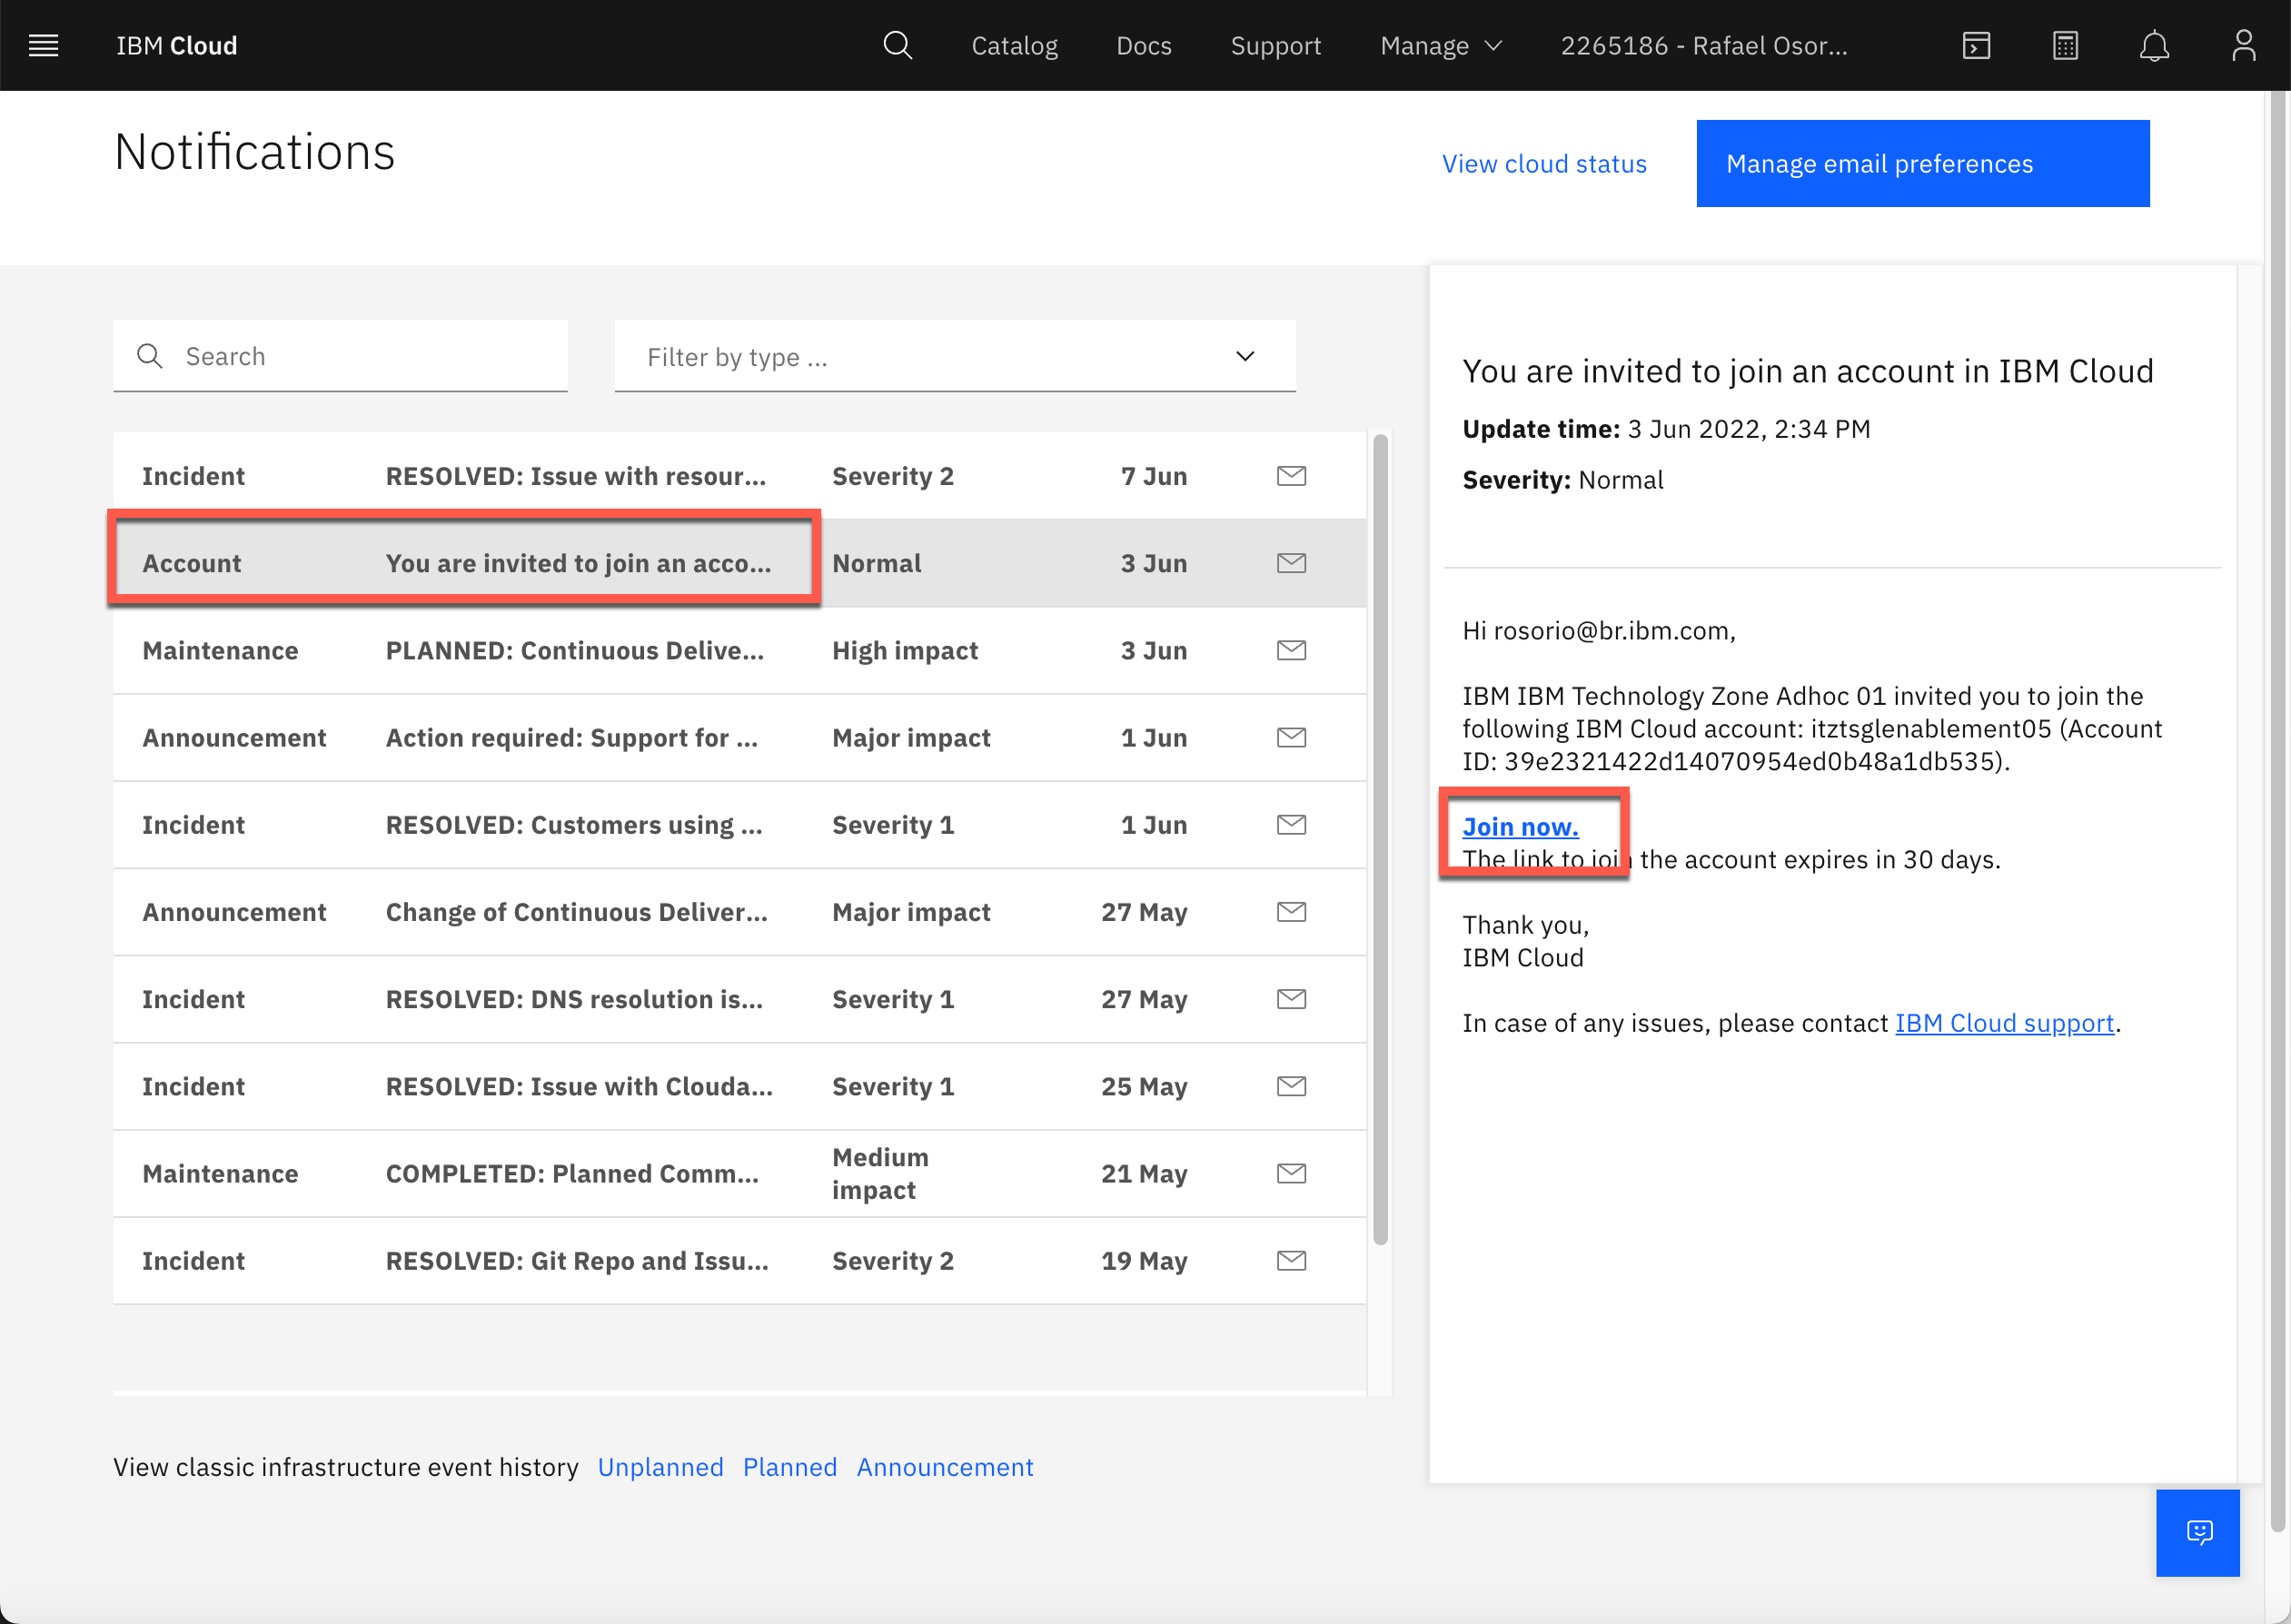 IBM Cloud
Catalog
Docs
Support
Manage
2265186 - Rafael Osor...
Notifications
View cloud status
Manage email preferences
Search
Filter by type ...
Incident RESOLVED: Issue with resour... Severity 2 7 Jun
Account You are invited to join an acco... Normal 3 Jun
Maintenance PLANNED: Continuous Delive... High impact 3 Jun
Announcement Action required: Support for ... Major impact 1 Jun
Incident RESOLVED: Customers using ... Severity 1 1 Jun
Announcement Change of Continuous Deliver... Major impact 27 May
Incident RESOLVED: DNS resolution is... Severity 1 27 May
Incident RESOLVED: Issue with Clouda... Severity 1 25 May
Maintenance COMPLETED: Planned Comm... Medium impact 21 May
Incident RESOLVED: Git Repo and Issu... Severity 2 19 May
View classic infrastructure event history Unplanned Planned Announcement
You are invited to join an account in IBM Cloud
Update time: 3 Jun 2022, 2:34 PM
Severity: Normal
Hi rosorio@br.ibm.com,
IBM IBM Technology Zone Adhoc 01 invited you to join the
following IBM Cloud account: itztsglenablement05 (Account
ID: 39e2321422d14070954ed0b48a1db535).
Join now.
The link to join the account expires in 30 days.
Thank you,
IBM Cloud
In case of any issues, please contact IBM Cloud support.